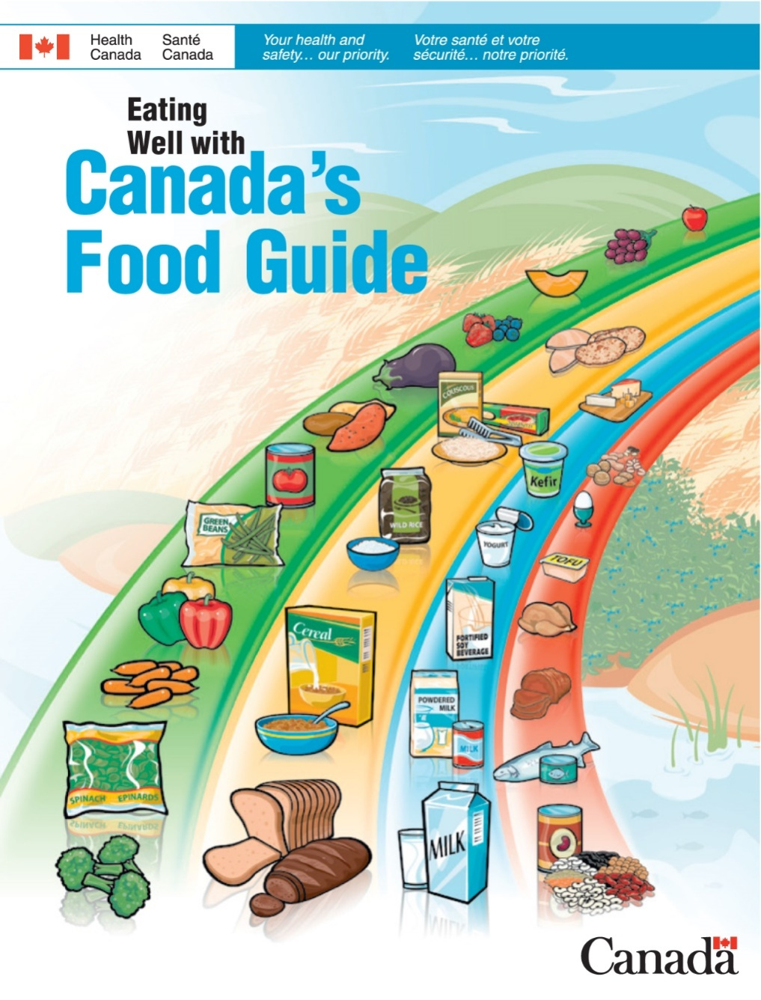 Health
Canada
Santé
Canada
Your health and
safety... our priority.
Votre santé et votre
sécurité... notre priorité.
Eating
Well with
Canada's
Food Guide
COUSCOUS
Kefir
GREEN
BEANS
WILD RICE
YOGURT
TOFU
Cereal
FORTIFIED
SOY
BEVERAGE
POWDERED
MILK
MILK
SPINACH EPINARDS
MILK
Canada